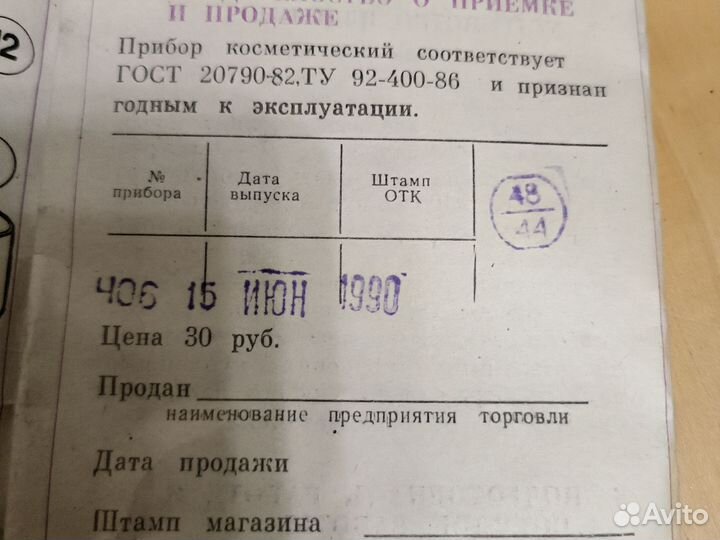 О ПРИЕМКЕ
И ПРОДАЖЕ
Прибор косметический соответствует
ГОСТ 20790-82,ТУ 92-400-86 и признан
годным к эксплуатации.
№ прибора
Дата выпуска
Штамп ОТК
48
44
406 15 ИЮН 1990
Цена 30 руб.
Продан
наименование предприятия торговли
Дата продажи
Штамп магазина
Avito